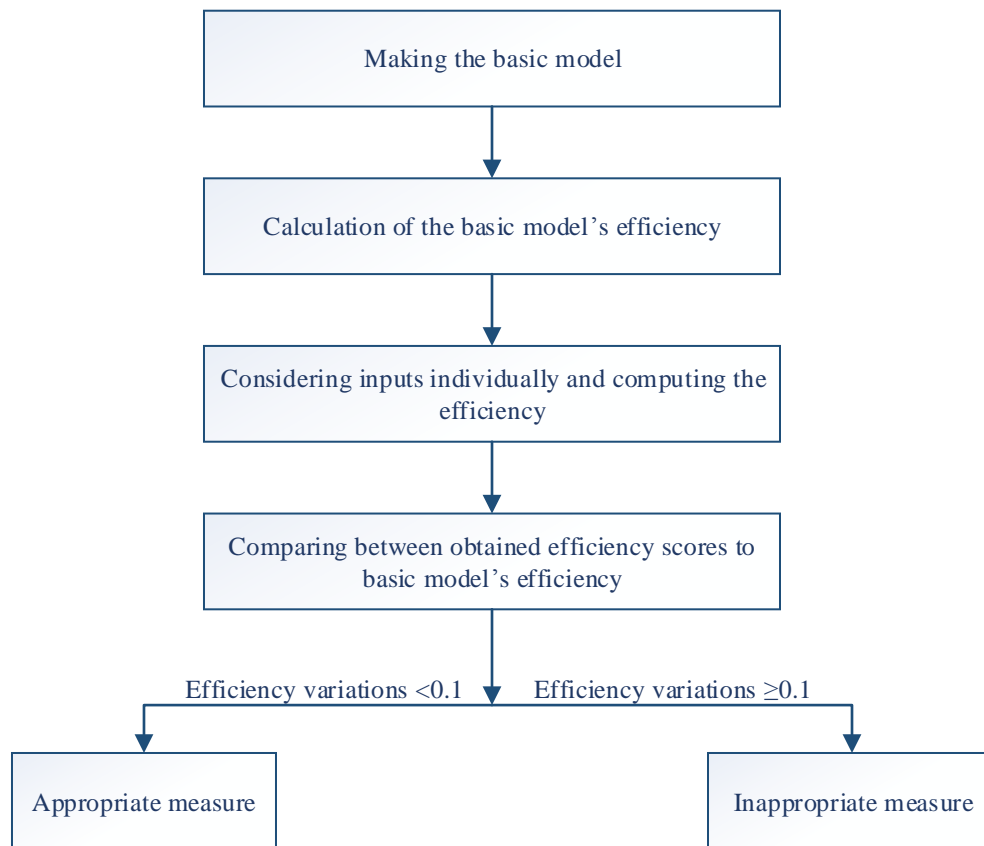 Making the basic model
Calculation of the basic model’s efficiency
Considering inputs individually and computing the
efficiency
Comparing between obtained efficiency scores to
basic model’s efficiency
Efficiency variations <0.1
Efficiency variations ≥0.1
Appropriate measure
Inappropriate measure